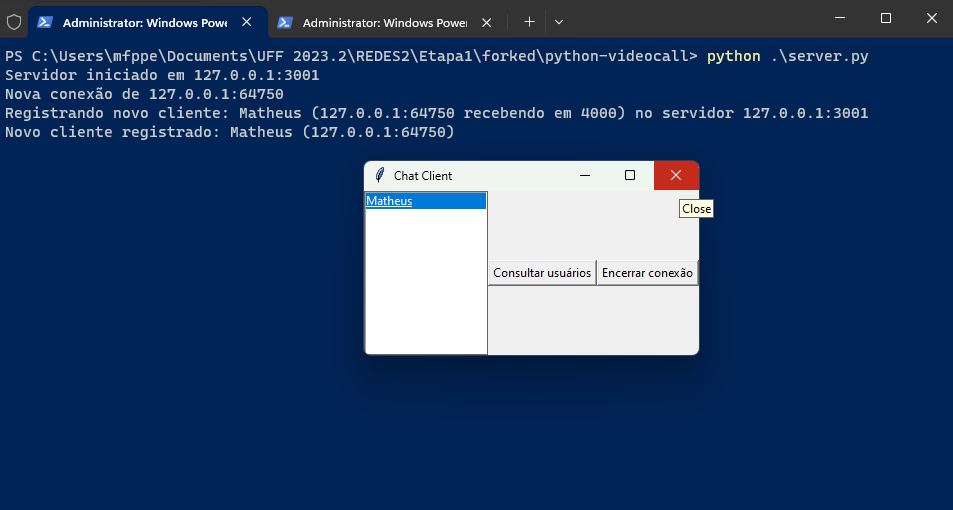 Administrator: Windows Powe
Administrator: Windows Power
PS C:\Users\mfppe\Documents\UFF 2023.2\REDES2\Etapa1\forked\python-videocall> python .\server.py
Servidor iniciado em 127.0.0.1:3001
Nova conexão de 127.0.0.1:64750
Registrando novo cliente: Matheus (127.0.0.1:64750 recebendo em 4000) no servidor 127.0.0.1:3001
Novo cliente registrado: Matheus (127.0.0.1:64750)
Chat Client
Matheus
Close
Consultar usuários
Encerrar conexão